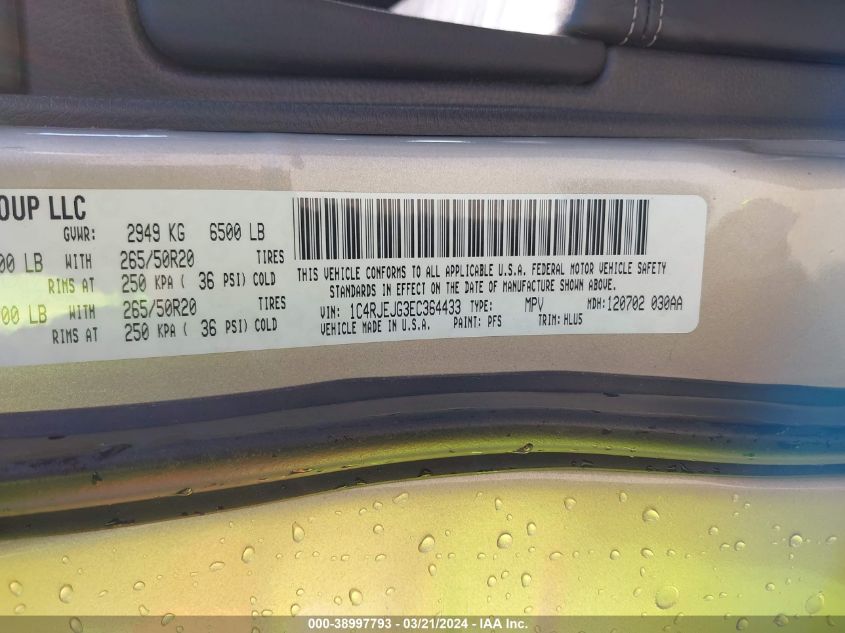 OUP LLC
GVWR: 2949 KG 6500 LB
00 LB WITH 265/50R20 TIRES
RIMS AT 250 KPA ( 36 PSI) COLD
00 LB WITH 265/50R20 TIRES
RIMS AT 250 KPA ( 36 PSI) COLD
THIS VEHICLE CONFORMS TO ALL APPLICABLE U.S.A. FEDERAL MOTOR VEHICLE SAFETY
STANDARDS IN EFFECT ON THE DATE OF MANUFACTURE SHOWN ABOVE.
VIN: 1C4RJEJG3EC364433 TYPE: MPV MDH: 120702 030AA
VEHICLE MADE IN U.S.A. PAINT: PFS TRIM: HLU5
000-38997793 - 03/21/2024 - IAA Inc.